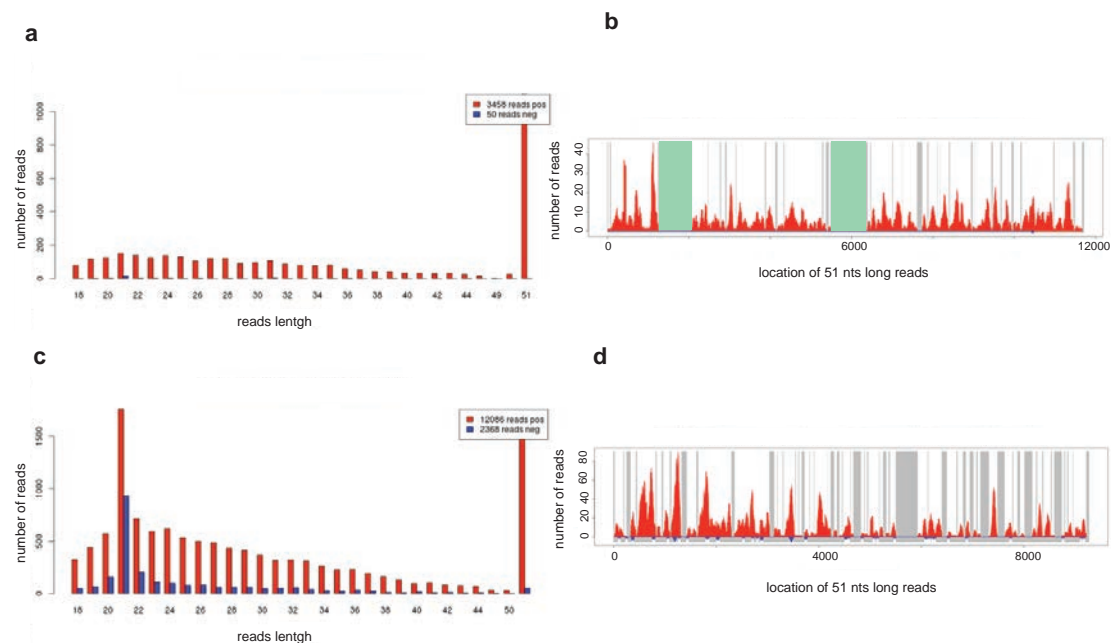 a
number of reads
1000
800
600
400
200
0
3458 reads pos
50 reads neg
18 20 22 24 26 28 30 32 34 36 38 40 42 44 49 51
reads lentgh
b
number of reads
40
30
20
10
0
0 6000 12000
location of 51 nts long reads
c
number of reads
1500
1000
500
0
12086 reads pos
2368 reads neg
18 20 22 24 26 28 30 32 34 36 38 40 42 44 50
reads lentgh
d
number of reads
80
60
40
20
0
0 4000 8000
location of 51 nts long reads